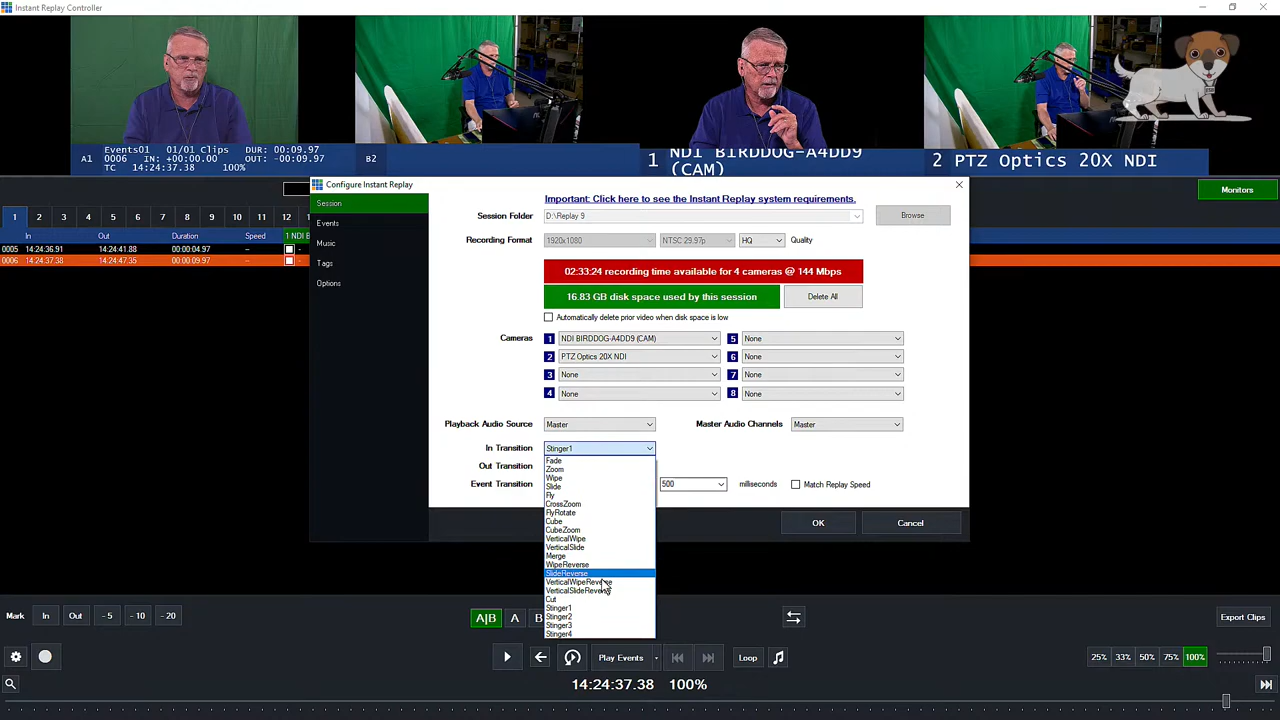 Instant Replay Controller
Events01 01/01 Clips DUR: 00:09.97
A1 0006 IN: +00:00.00 OUT: -00:09.97
TC 14:24:37.38 100%
B2
1 NDI BIRDDOG-A4DD9 (CAM)
2 PTZ Optics 20X NDI
Monitors
1 2 3 4 5 6 7 8 9 10 11 12
In Out Duration Speed 1 NDI B
0005 14:24:36.91 14:24:41.88 00:00:04.97
0006 14:24:37.38 14:24:47.35 00:00:09.97
Configure Instant Replay
Session
Events
Music
Tags
Options
Important: Click here to see the Instant Replay system requirements.
Session Folder D:\Replay 9 Browse
Recording Format 1920x1080 NTSC 29.97p HQ Quality
02:33:24 recording time available for 4 cameras @ 144 Mbps
16.83 GB disk space used by this session Delete All
Automatically delete prior video when disk space is low
Cameras 1 NDI BIRDDOG-A4DD9 (CAM) 5 None
2 PTZ Optics 20X NDI 6 None
3 None 7 None
4 None 8 None
Playback Audio Source Master Master Audio Channels Master
In Transition Stinger1
Out Transition
Event Transition 500 milliseconds Match Replay Speed
Fade
Zoom
Wipe
Slide
Fly
CrossZoom
FlyRotate
Cube
CubeZoom
VerticalWipe
VerticalSlide
Merge
WipeReverse
SlideReverse
VerticalWipeReverse
VerticalSlideReverse
Cut
Stinger1
Stinger2
Stinger3
Stinger4
OK Cancel
Mark In Out - 5 - 10 - 20 A|B A B Export Clips
Play Events Loop 25% 33% 50% 75% 100%
14:24:37.38 100%